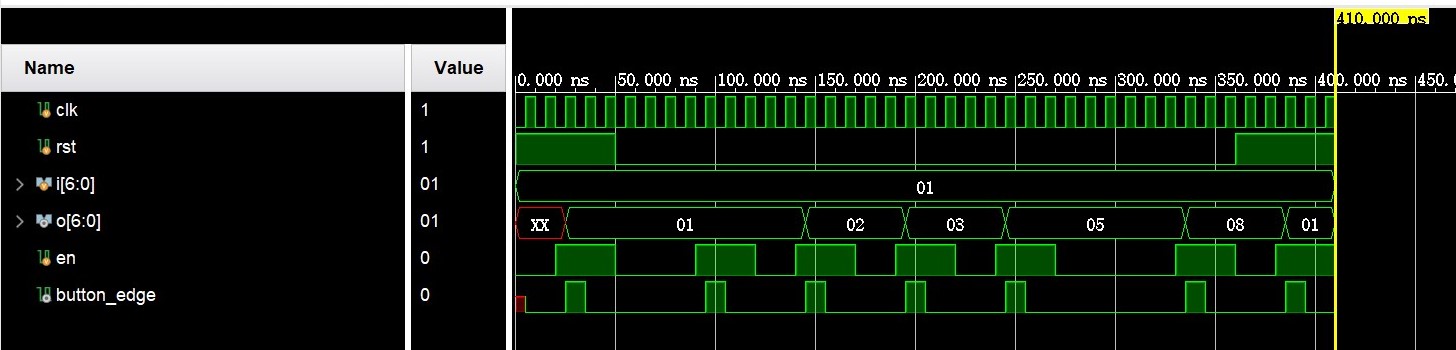 410.000 ns
Name Value
0.000 ns 50.000 ns 100.000 ns 150.000 ns 200.000 ns 250.000 ns 300.000 ns 350.000 ns 400.000 ns 450.0
clk 1
rst 1
i[6:0] 01 01
o[6:0] 01 XX 01 02 03 05 08 01
en 0
button_edge 0